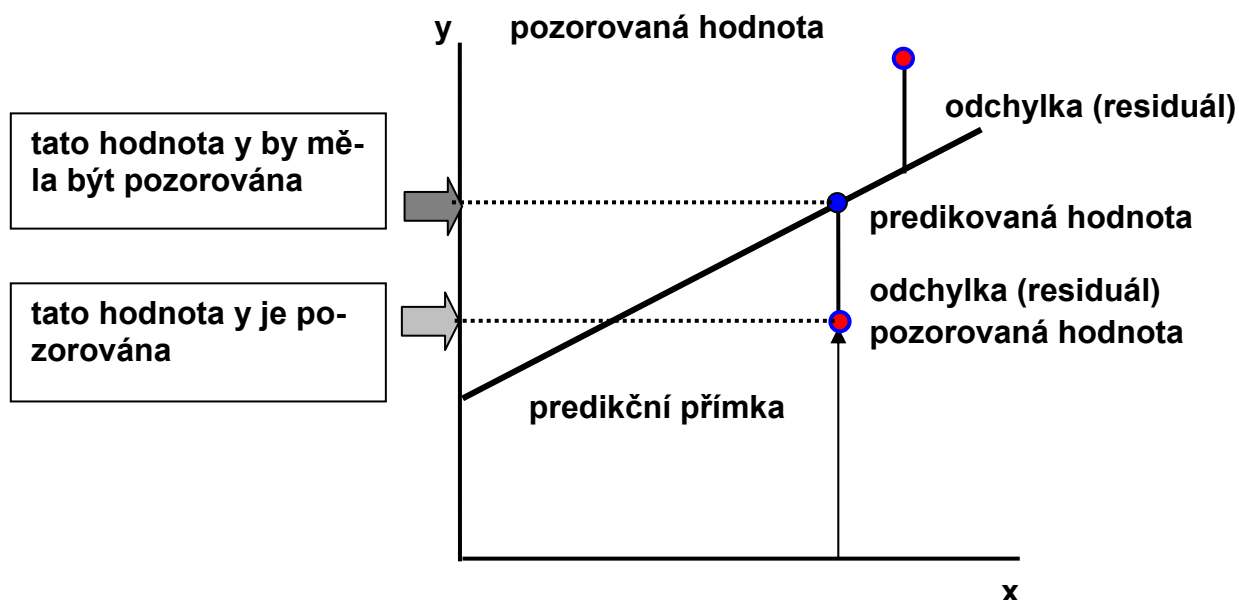 y
pozorovaná hodnota
odchylka (residuál)
tato hodnota y by mě-
la být pozorována
predikovaná hodnota
tato hodnota y je po-
zorována
odchylka (residuál)
pozorovaná hodnota
predikční přímka
x